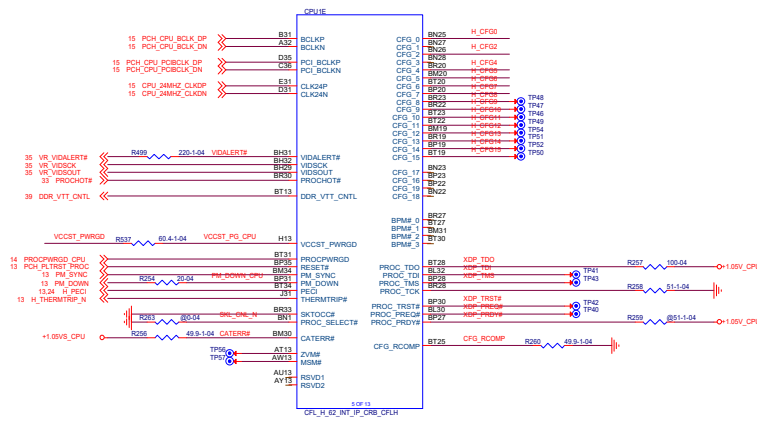 CPU1E
15 PCH_CPU_BCLK_DP B31 BCLKP CFG_0 BN25 H_CFG0
15 PCH_CPU_BCLK_DN A32 BCLKN CFG_1 BN27
CFG_2 BN26 H_CFG2
15 PCH_CPU_PCIBCLK_DP D35 PCI_BCLKP CFG_3 BN28
15 PCH_CPU_PCIBCLK_DN C36 PCI_BCLKN CFG_4 BR20 H_CFG4
CFG_5 BM20 H_CFG5
15 CPU_24MHZ_CLKDP E31 CLK24P CFG_6 BT20 H_CFG6
15 CPU_24MHZ_CLKDN D31 CLK24N CFG_7 BP20 H_CFG7
CFG_8 BR23 H_CFG8 TP48
CFG_9 BR22 H_CFG9 TP47
CFG_10 BT23 H_CFG10 TP46
CFG_11 BT22 H_CFG11 TP49
CFG_12 BM19 H_CFG12 TP54
CFG_13 BR19 H_CFG13 TP51
CFG_14 BP19 H_CFG14 TP52
CFG_15 BT19 H_CFG15 TP50
35 VR_VIDALERT# R499 220-1-04 VIDALERT# BH31 VIDALERT#
35 VR_VIDSCK BH32 VIDSCK
35 VR_VIDSOUT BH29 VIDSOUT CFG_17 BN23
33 PROCHOT# BR30 PROCHOT# CFG_16 BP23
CFG_19 BP22
39 DDR_VTT_CNTL BT13 DDR_VTT_CNTL CFG_18 BN22
BPM#_0 BR27
BPM#_1 BT27
BPM#_2 BM31
VCCST_PWRGD R537 60.4-1-04 VCCST_PG_CPU H13 VCCST_PWRGD BPM#_3 BT30
14 PROCPWRGD_CPU BT31 PROCPWRGD
13 PCH_PLTRST_PROC BP35 RESET# PROC_TDO BT28 XDP_TDO R257 100-04 +1.05V_CPI
13 PM_SYNC BM34 PM_SYNC PROC_TDI BL32 XDP_TDI TP41
13 PM_DOWN R254 20-04 PM_DOWN_CPU BP31 PM_DOWN PROC_TMS BP28 XDP_TMS TP43
13,24 H_PECI BT34 PECI PROC_TCK BR28 R258 51-1-04
13 H_THERMTRIP_N J31 THERMTRIP#
PROC_TRST# BP30 XDP_TRST# TP42
SKL_CNL_N BR33 SKTOCC# PROC_PREQ# BL30 XDP_PREQ# TP40
R263 @0-04 BN1 PROC_SELECT# PROC_PRDY# BP27 XDP_PRDY# R259 @51-1-04 +1.05V_CPI
+1.05VS_CPU R256 49.9-1-04 CATERR# BM30 CATERR#
CFG_RCOMP BT25 CFG_RCOMP R260 49.9-1-04
TP56 AT13 ZVM#
TP57 AW13 MSM#
AU13 RSVD1
AY13 RSVD2
5 OF 13
CFL_H_62_INT_IP_CRB_CFLH